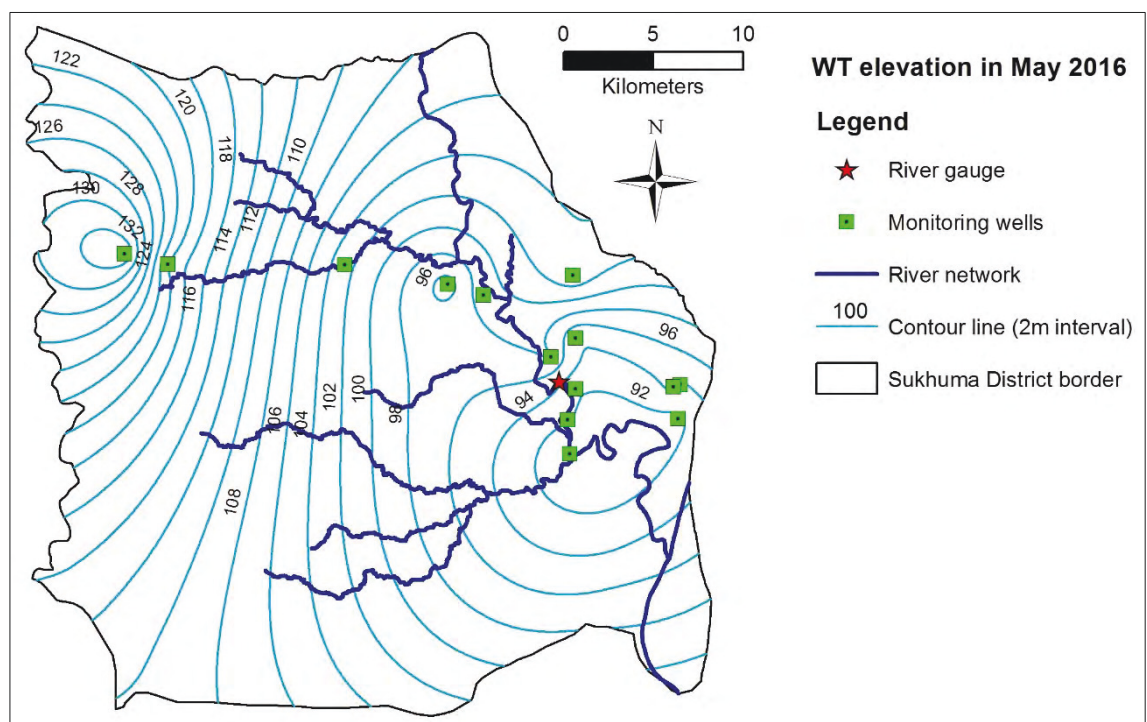 0 5 10
Kilometers
N
WT elevation in May 2016
Legend
River gauge
Monitoring wells
River network
100
Contour line (2m interval)
Sukhuma District border
122
120
126
118
110
128
130
112
132
114
124
116
96
96
92
94
102
100
98
106
104
108